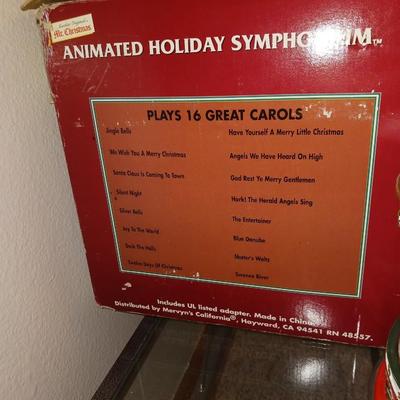 Another Original by
Mr. Christmas
ANIMATED HOLIDAY SYMPHONIUM™
PLAYS 16 GREAT CAROLS
Jingle Bells
We Wish You A Merry Christmas
Santa Claus Is Coming To Town
Silent Night
Silver Bells
Joy To The World
Deck The Halls
Twelve Days Of Christmas
Have Yourself A Merry Little Christmas
Angels We Have Heard On High
God Rest Ye Merry Gentlemen
Hark! The Herald Angels Sing
The Entertainer
Blue Danube
Skater's Waltz
Swanee River
Includes UL listed adapter. Made in China.
Distributed by Mervyn's California®, Hayward, CA 94541 RN 48557.